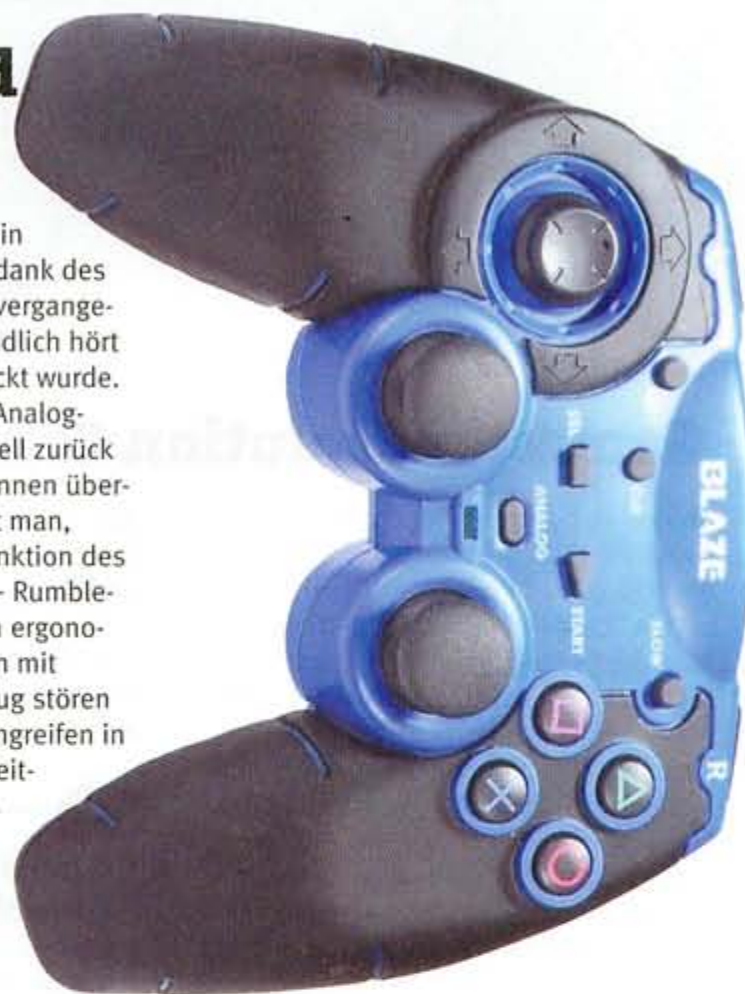 in
dank des
vergange-
dlich hört
ckt wurde.
Analog-
ell zurück
nnen über-
t man,
nktion des
- Rumble-
n ergono-
n mit
ug stören
ngreifen in
eit-
BLAZE
SEL
ANALOG
START
SLOW
R